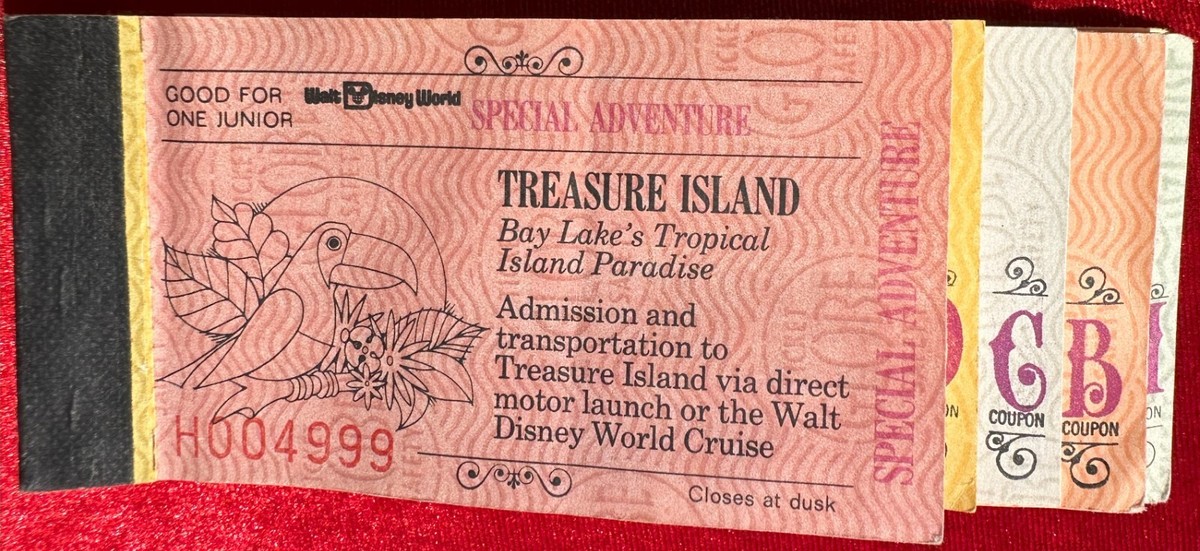 GOOD FOR
ONE JUNIOR
Walt Disney World
SPECIAL ADVENTURE
TREASURE ISLAND
Bay Lake's Tropical
Island Paradise
Admission and
transportation to
Treasure Island via direct
motor launch or the Walt
Disney World Cruise
H004999
Closes at dusk
SPECIAL ADVENTURE
ON
C
COUPON
B
COUPON
ON